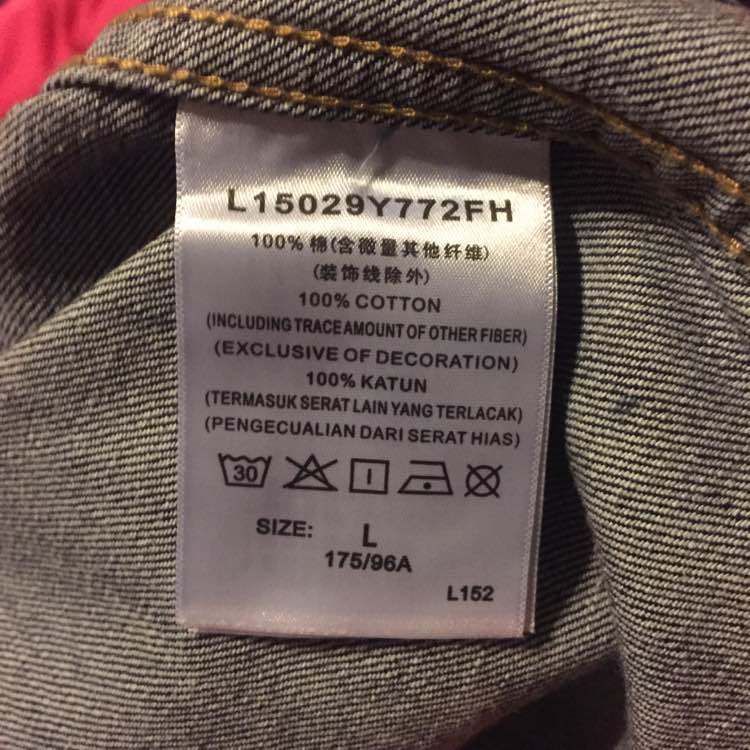 L15029Y772FH
100% 棉(含微量其他纤维)
(装饰线除外)
100% COTTON
(INCLUDING TRACE AMOUNT OF OTHER FIBER)
(EXCLUSIVE OF DECORATION)
100% KATUN
(TERMASUK SERAT LAIN YANG TERLACAK)
(PENGECUALIAN DARI SERAT HIAS)
30
SIZE: L
175/96A
L152